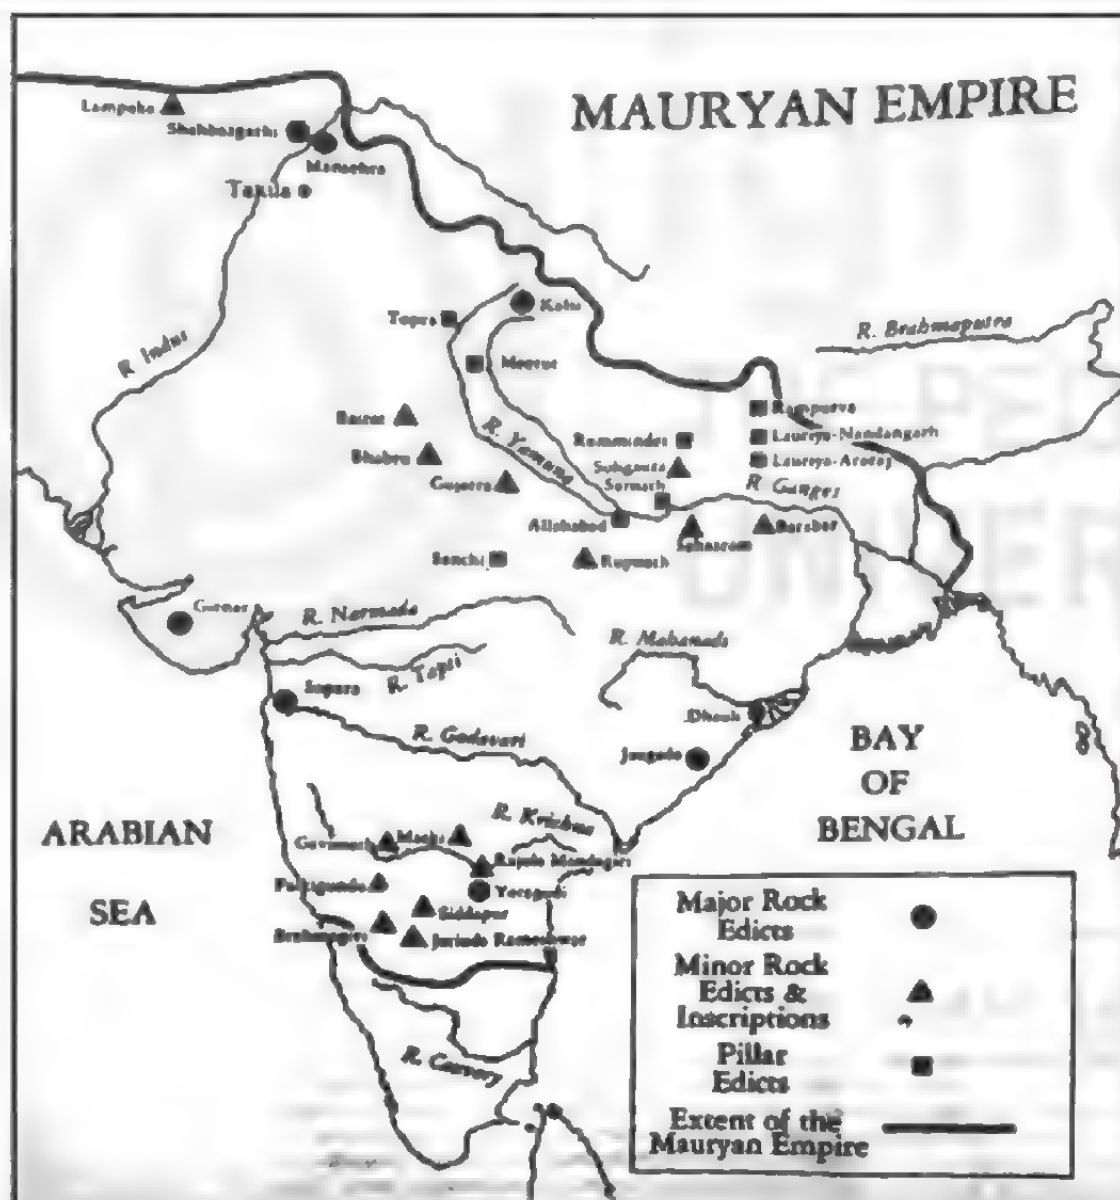 MAURYAN EMPIRE
Lampaka
Mansehra
Taxila
R. Indus
Kalsi
Topra
Meerut
R. Brahmaputra
Rampurva
Lauriya-Nandangarh
Lauriya-Araraj
Bairat
Bhabru
Gujarra
R. Yamuna
Rummindei
Sarnath
R. Ganges
Allahabad
Sahasram
Barabar
Sanchi
Rupnath
Girnar
R. Narmada
R. Tapti
R. Mahanadi
Sopara
Dhauli
R. Godavari
Jaugada
BAY
OF
BENGAL
ARABIAN
SEA
R. Krishna
Gavimath
Maski
Rajula Mandagiri
Palkigundu
Yeragudi
Siddapur
Brahmagiri
Jatinga Rameshwar
R. Cauvery
Major Rock
Edicts
Minor Rock
Edicts &
Inscriptions
Pillar
Edicts
Extent of the
Mauryan Empire